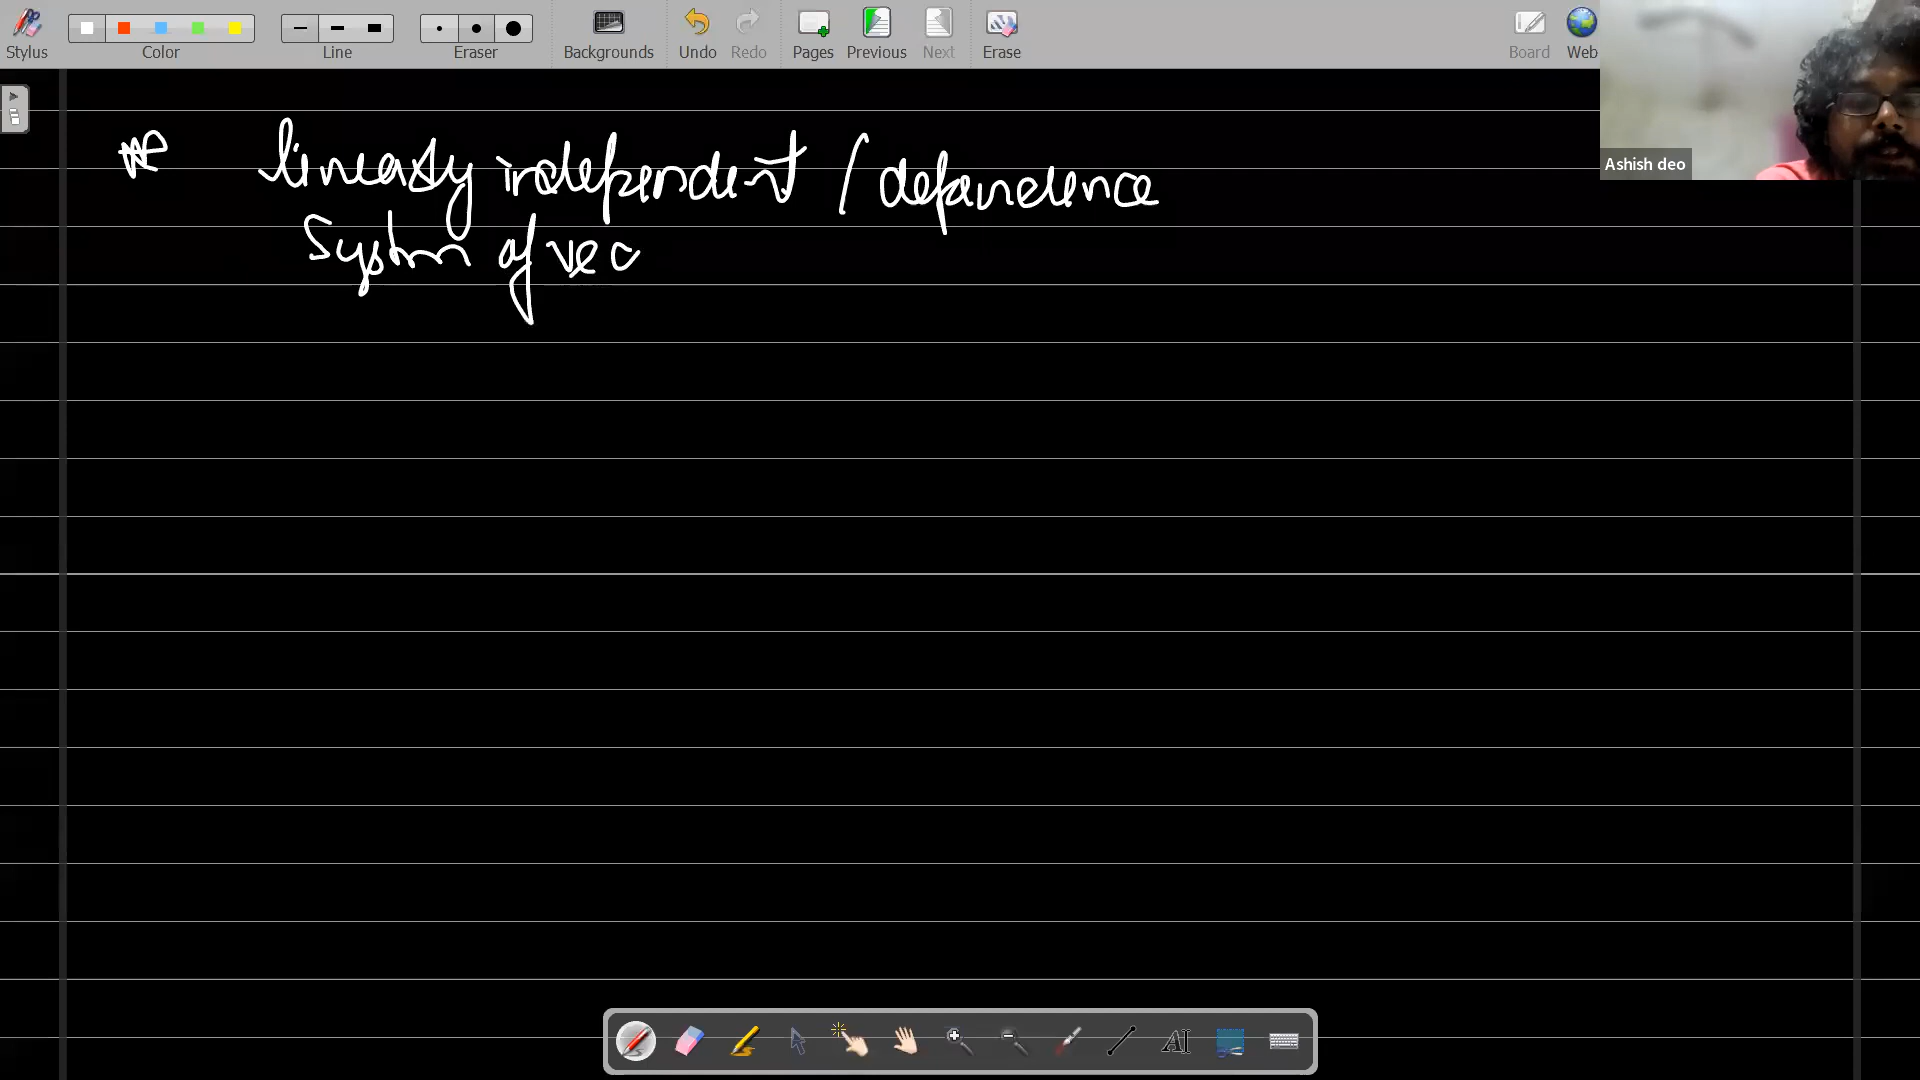 Stylus
Color
Line
Eraser
Backgrounds
Undo
Redo
Pages
Previous
Next
Erase
Board
Web
Ashish deo
linearly independent / dependence
System of vec
AI